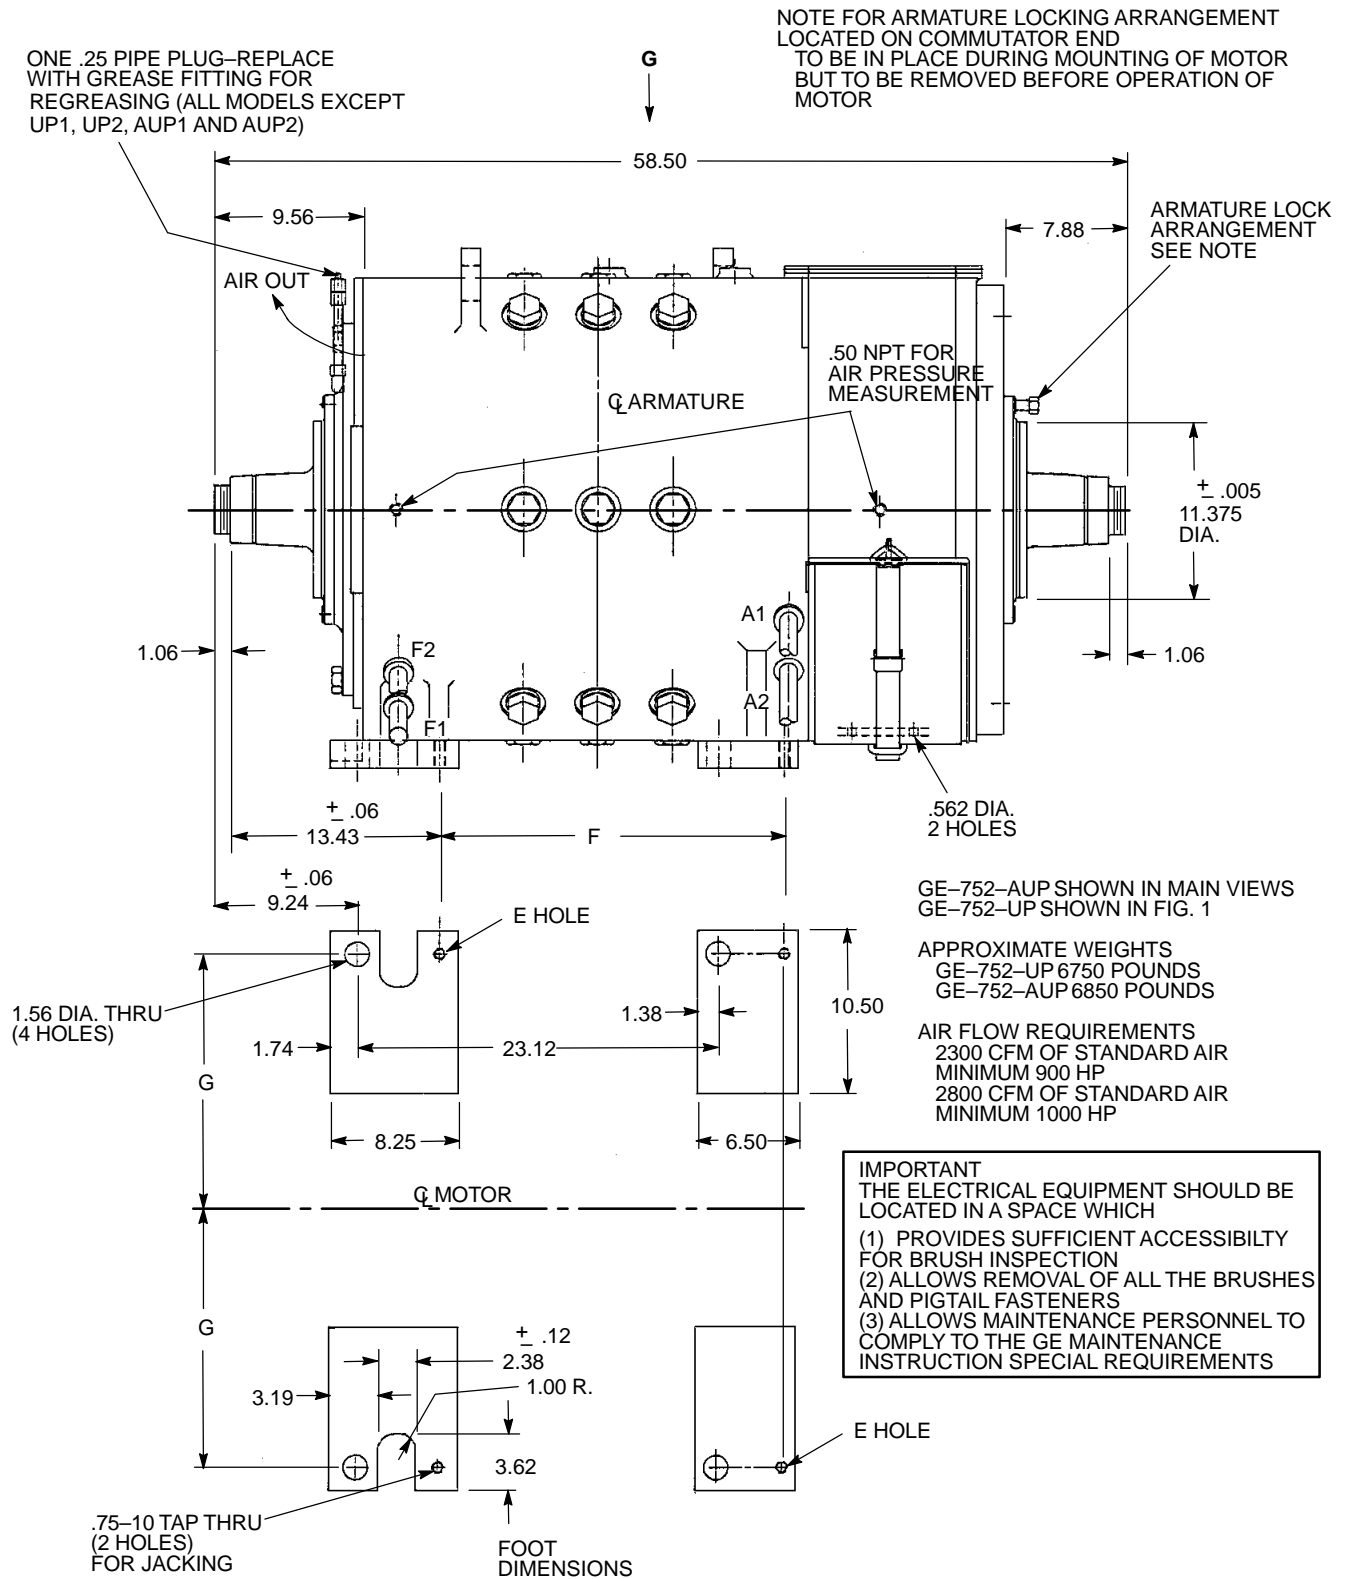 NOTE FOR ARMATURE LOCKING ARRANGEMENT
LOCATED ON COMMUTATOR END
TO BE IN PLACE DURING MOUNTING OF MOTOR
BUT TO BE REMOVED BEFORE OPERATION OF
MOTOR
ONE .25 PIPE PLUG–REPLACE
WITH GREASE FITTING FOR
REGREASING (ALL MODELS EXCEPT
UP1, UP2, AUP1 AND AUP2)
G
58.50
9.56
7.88
ARMATURE LOCK
ARRANGEMENT
SEE NOTE
AIR OUT
.50 NPT FOR
AIR PRESSURE
MEASUREMENT
℄ ARMATURE
± .005
11.375
DIA.
A1
1.06
F2
1.06
A2
F1
± .06
13.43
F
.562 DIA.
2 HOLES
± .06
9.24
E HOLE
GE–752–AUP SHOWN IN MAIN VIEWS
GE–752–UP SHOWN IN FIG. 1
APPROXIMATE WEIGHTS
GE–752–UP 6750 POUNDS
GE–752–AUP 6850 POUNDS
1.56 DIA. THRU
(4 HOLES)
1.38
10.50
1.74
23.12
AIR FLOW REQUIREMENTS
2300 CFM OF STANDARD AIR
MINIMUM 900 HP
2800 CFM OF STANDARD AIR
MINIMUM 1000 HP
G
8.25
6.50
℄ MOTOR
IMPORTANT
THE ELECTRICAL EQUIPMENT SHOULD BE
LOCATED IN A SPACE WHICH
(1) PROVIDES SUFFICIENT ACCESSIBILTY
FOR BRUSH INSPECTION
(2) ALLOWS REMOVAL OF ALL THE BRUSHES
AND PIGTAIL FASTENERS
(3) ALLOWS MAINTENANCE PERSONNEL TO
COMPLY TO THE GE MAINTENANCE
INSTRUCTION SPECIAL REQUIREMENTS
G
± .12
2.38
3.19
1.00 R.
E HOLE
3.62
.75–10 TAP THRU
(2 HOLES)
FOR JACKING
FOOT
DIMENSIONS